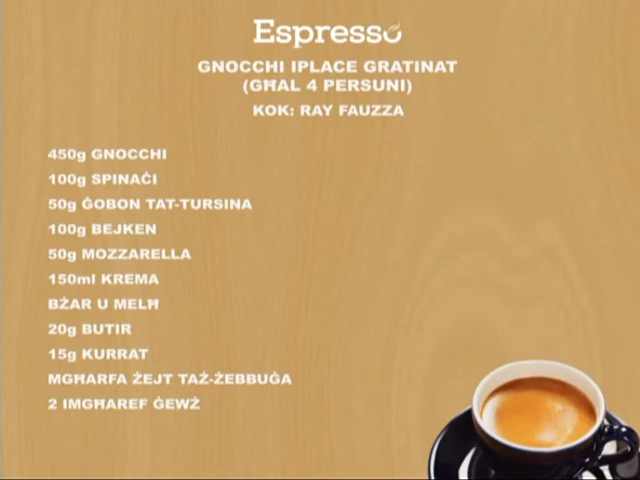 Espresso
GNOCCHI IPLACE GRATINAT
(GĦAL 4 PERSUNI)
KOK: RAY FAUZZA
450g GNOCCHI
100g SPINAĊI
50g ĠOBON TAT-TURSINA
100g BEJKEN
50g MOZZARELLA
150ml KREMA
BŻAR U MELĦ
20g BUTIR
15g KURRAT
MGĦARFA ŻEJT TAŻ-ŻEBBUĠA
2 IMGĦAREF ĠEWŻ